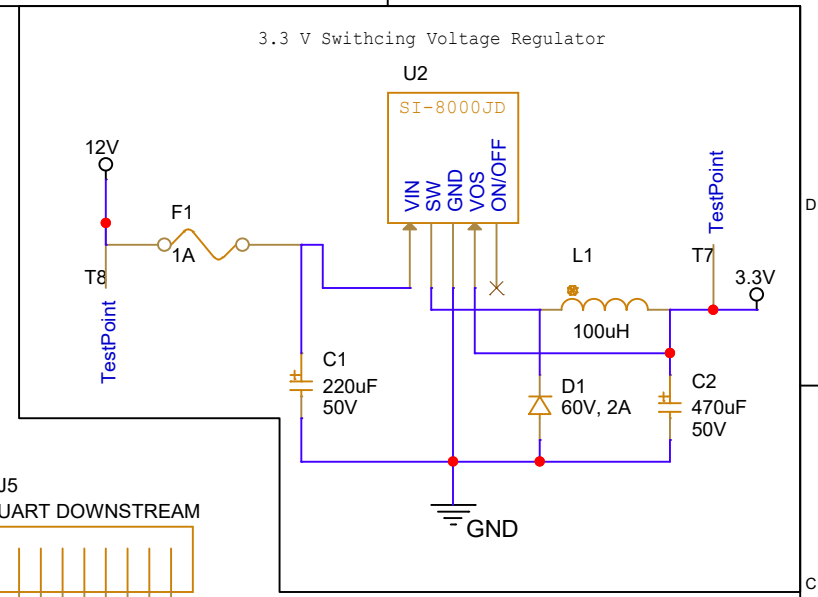 3.3 V Swithcing Voltage Regulator
U2
SI-8000JD
VIN
SW
GND
VOS
ON/OFF
12V
F1
1A
T8
TestPoint
L1
100uH
TestPoint
T7
3.3V
C1
220uF
50V
D1
60V, 2A
C2
470uF
50V
GND
D
J5
UART DOWNSTREAM
C